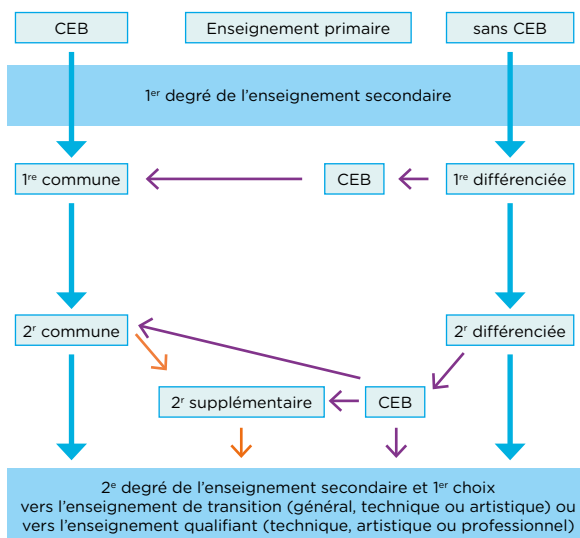 CEB
Enseignement primaire
sans CEB
1er degré de l'enseignement secondaire
1re commune
CEB
1re différenciée
2r commune
2r différenciée
2r supplémentaire
CEB
2e degré de l'enseignement secondaire et 1er choix
vers l'enseignement de transition (général, technique ou artistique) ou
vers l'enseignement qualifiant (technique, artistique ou professionnel)